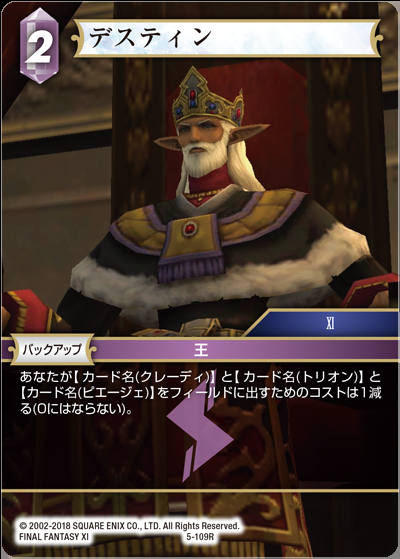 2
デスティン
XI
バックアップ
王
あなたが【カード名(クレーディ)】と【カード名(トリオン)】と
【カード名(ピエージェ)】をフィールドに出すためのコストは1減
る(0にはならない)。
© 2002-2018 SQUARE ENIX CO., LTD. All Rights Reserved.
FINAL FANTASY XI 5-109R